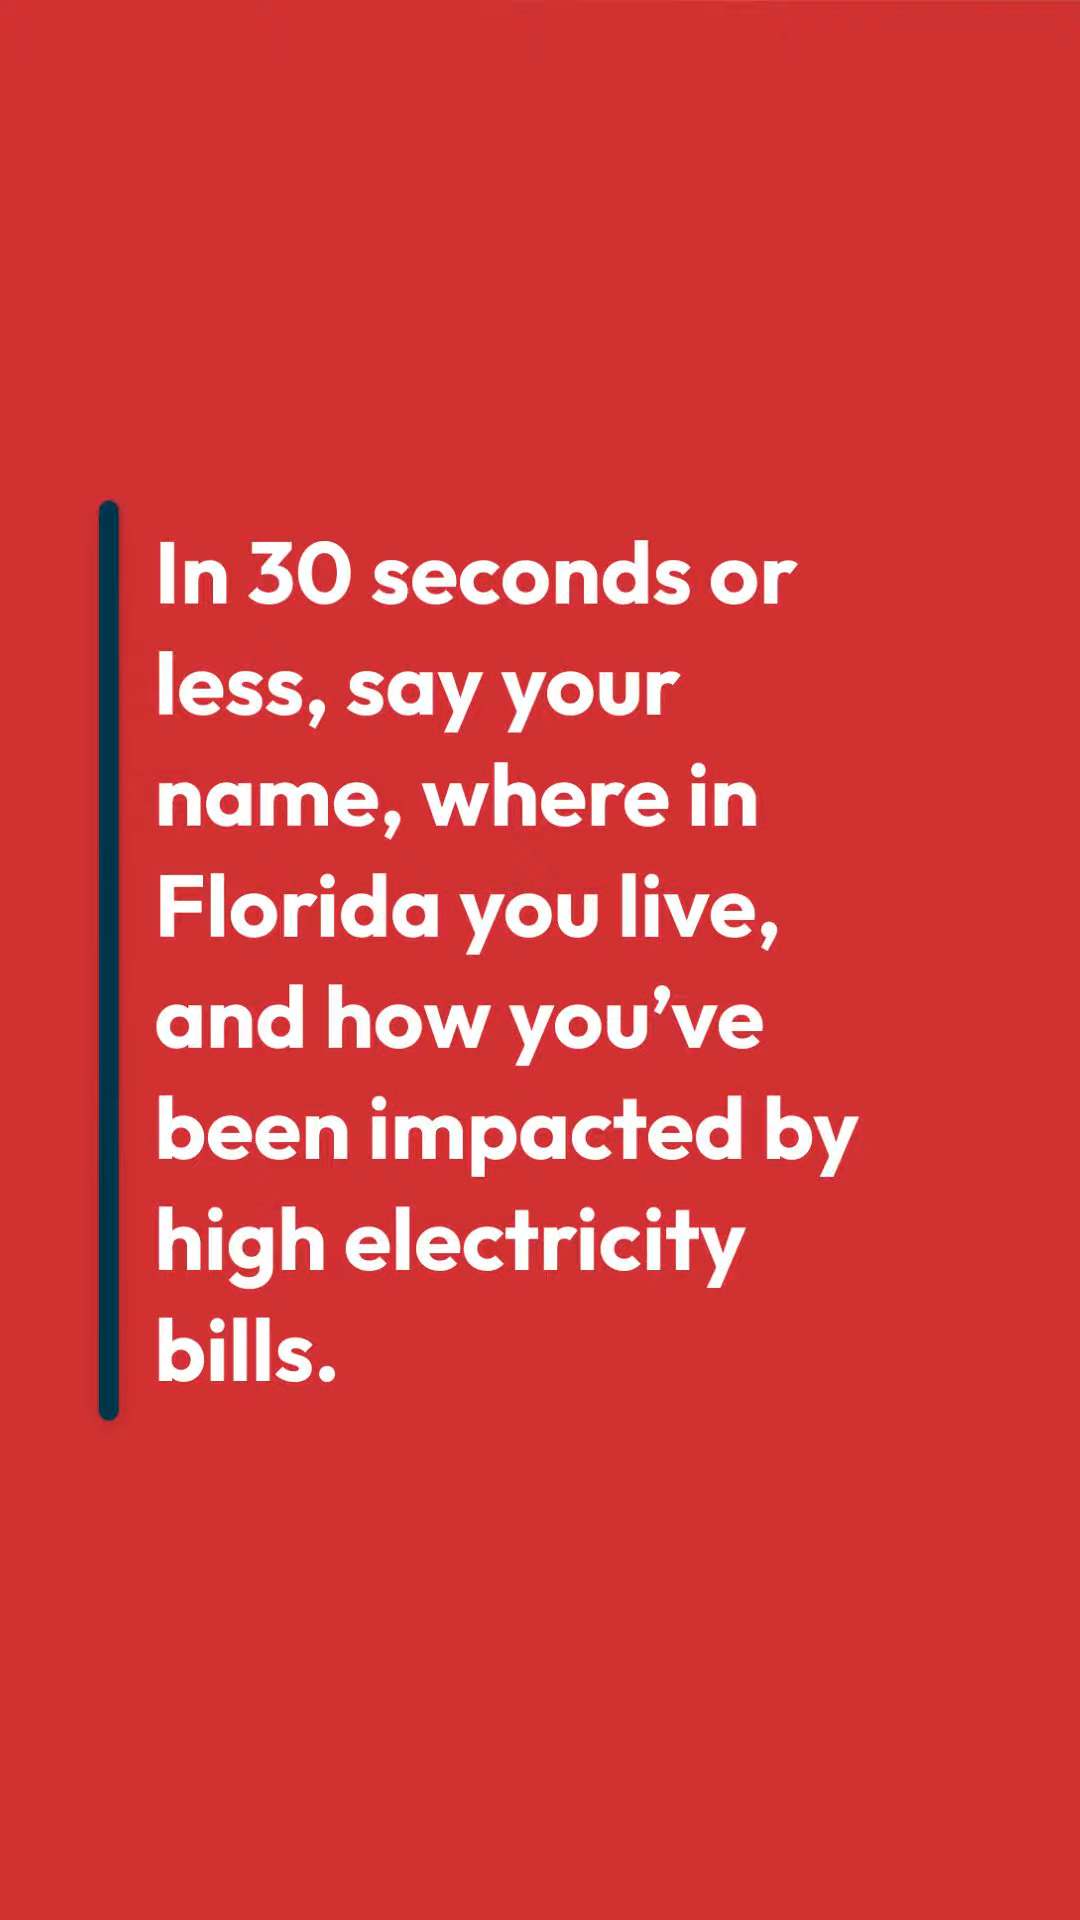 In 30 seconds or
less, say your
name, where in
Florida you live,
and how you’ve
been impacted by
high electricity
bills.